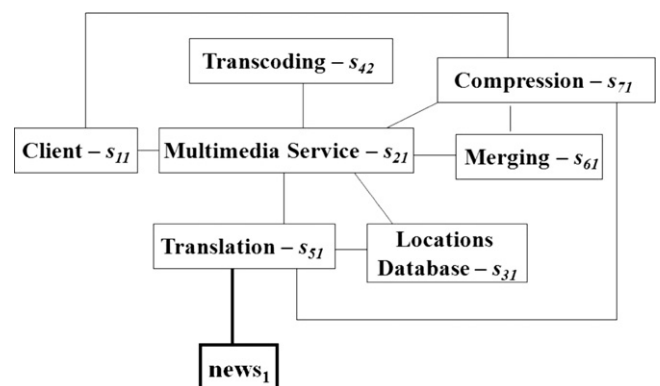 Transcoding – s₄₂
Compression – s₇₁
Client – s₁₁
Multimedia Service – s₂₁
Merging – s₆₁
Translation – s₅₁
Locations
Database – s₃₁
news₁